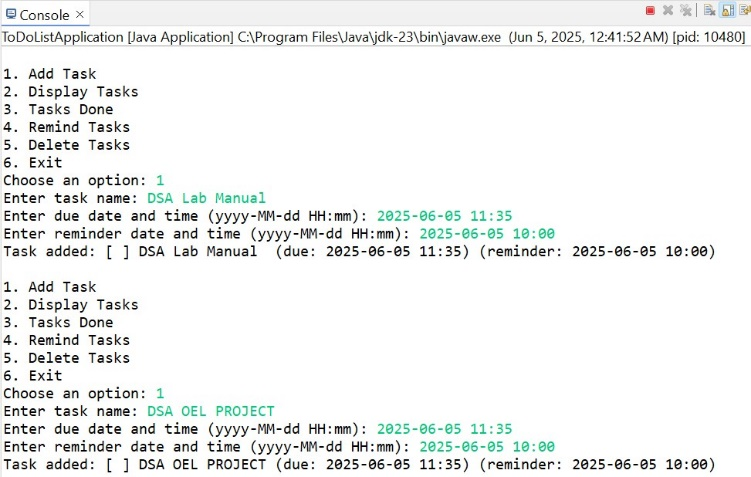 Console
ToDoListApplication [Java Application] C:\Program Files\Java\jdk-23\bin\javaw.exe (Jun 5, 2025, 12:41:52 AM) [pid: 10480]
1. Add Task
2. Display Tasks
3. Tasks Done
4. Remind Tasks
5. Delete Tasks
6. Exit
Choose an option: 1
Enter task name: DSA Lab Manual
Enter due date and time (yyyy-MM-dd HH:mm): 2025-06-05 11:35
Enter reminder date and time (yyyy-MM-dd HH:mm): 2025-06-05 10:00
Task added: [ ] DSA Lab Manual  (due: 2025-06-05 11:35) (reminder: 2025-06-05 10:00)
1. Add Task
2. Display Tasks
3. Tasks Done
4. Remind Tasks
5. Delete Tasks
6. Exit
Choose an option: 1
Enter task name: DSA OEL PROJECT
Enter due date and time (yyyy-MM-dd HH:mm): 2025-06-05 11:35
Enter reminder date and time (yyyy-MM-dd HH:mm): 2025-06-05 10:00
Task added: [ ] DSA OEL PROJECT (due: 2025-06-05 11:35) (reminder: 2025-06-05 10:00)